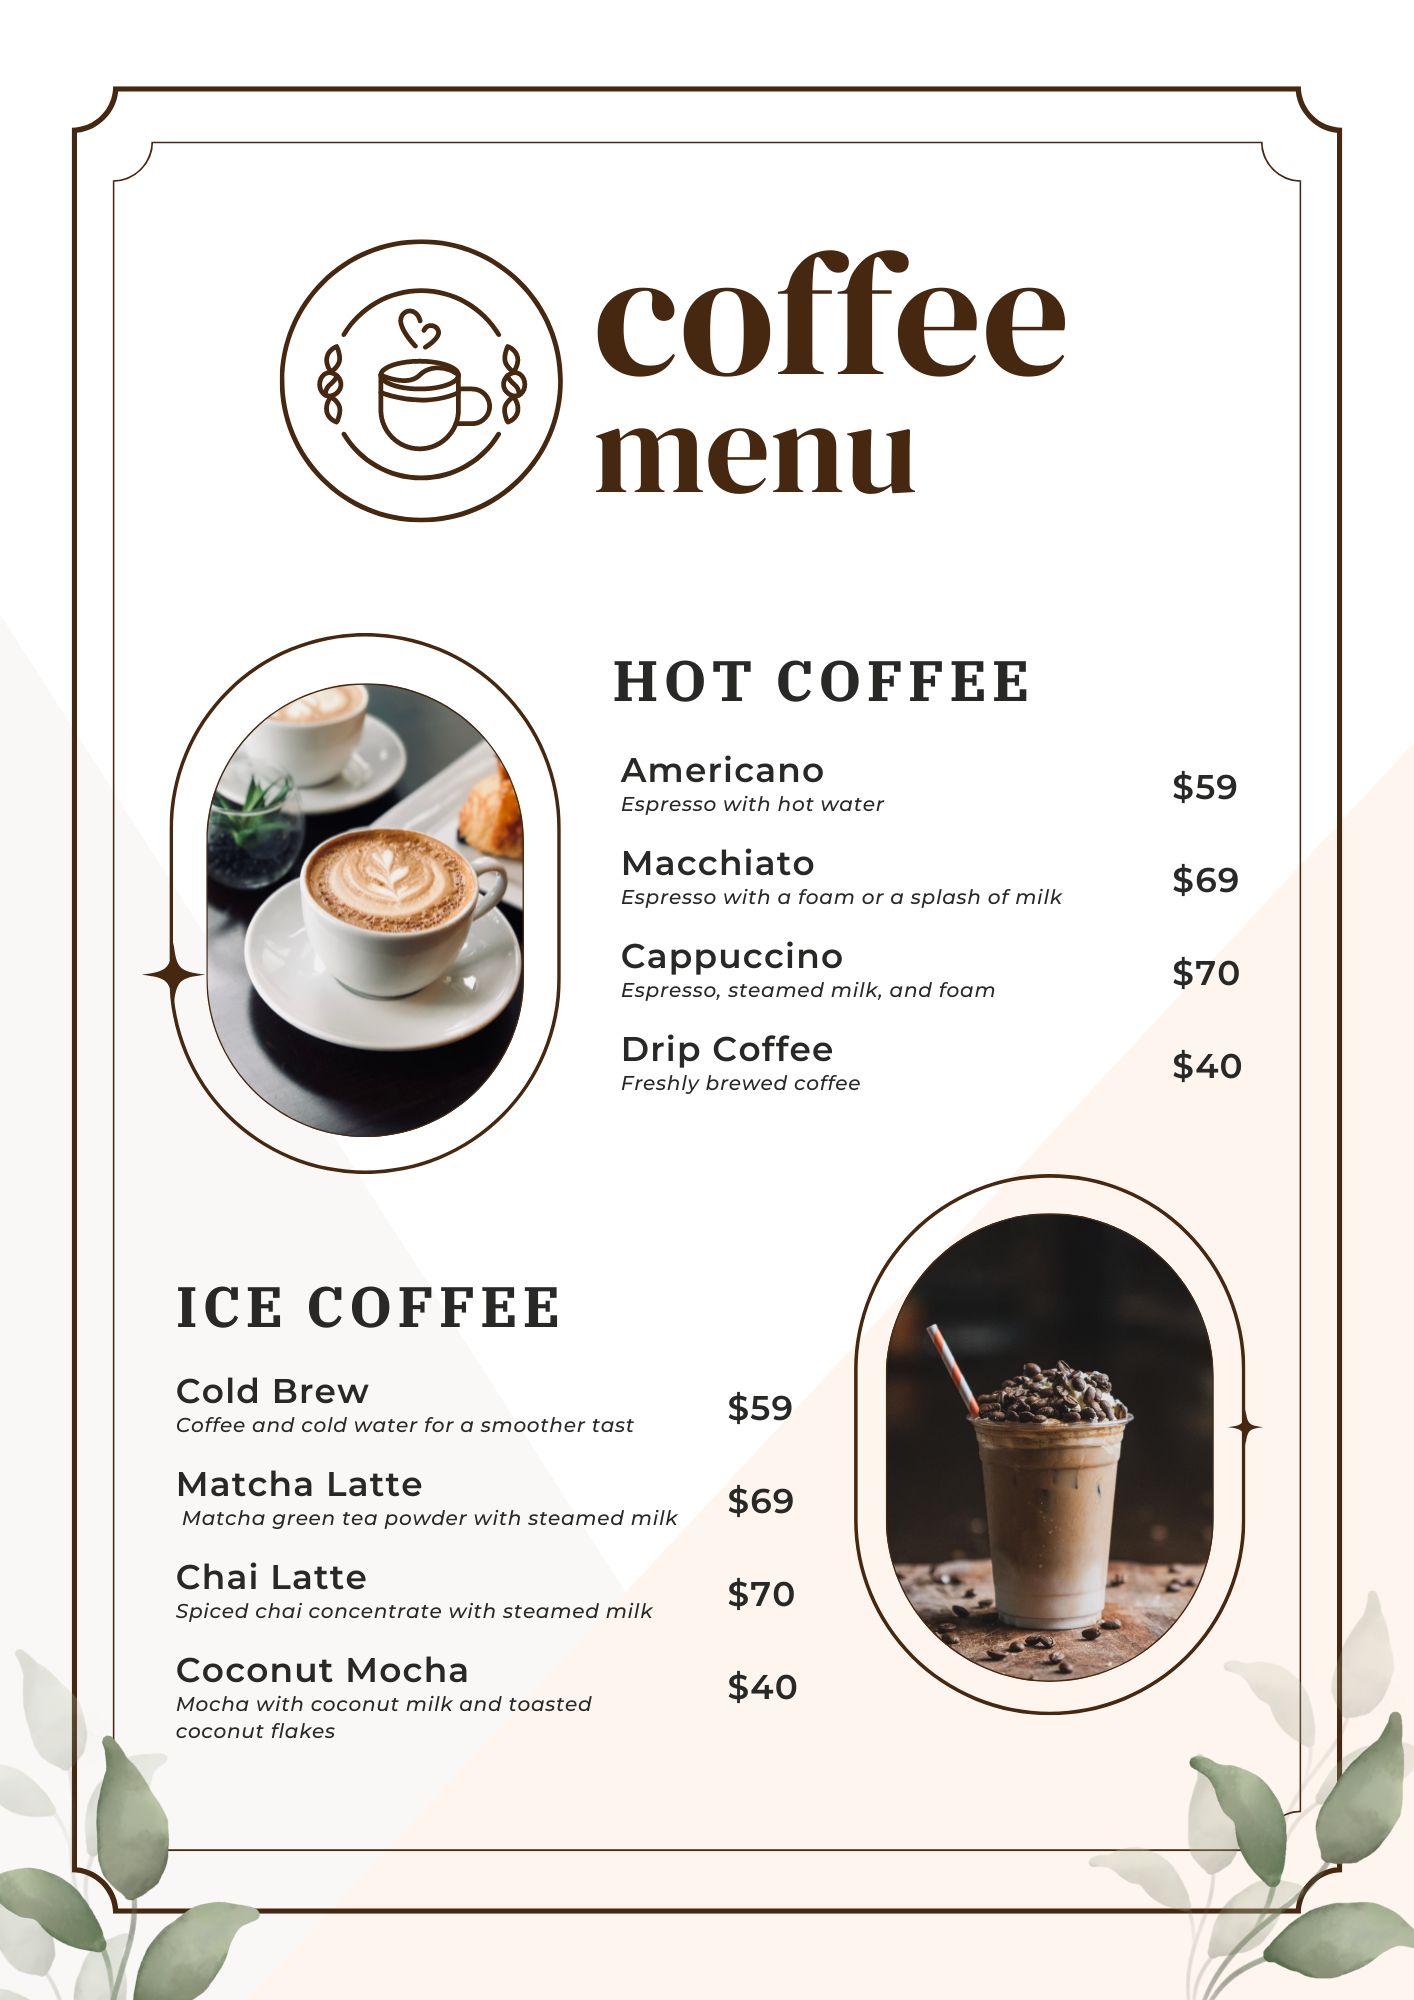 coffee
menu
HOT COFFEE
Americano
Espresso with hot water
$59
Macchiato
Espresso with a foam or a splash of milk
$69
Cappuccino
Espresso, steamed milk, and foam
$70
Drip Coffee
Freshly brewed coffee
$40
ICE COFFEE
Cold Brew
Coffee and cold water for a smoother tast
$59
Matcha Latte
Matcha green tea powder with steamed milk
$69
Chai Latte
Spiced chai concentrate with steamed milk
$70
Coconut Mocha
Mocha with coconut milk and toasted
coconut flakes
$40